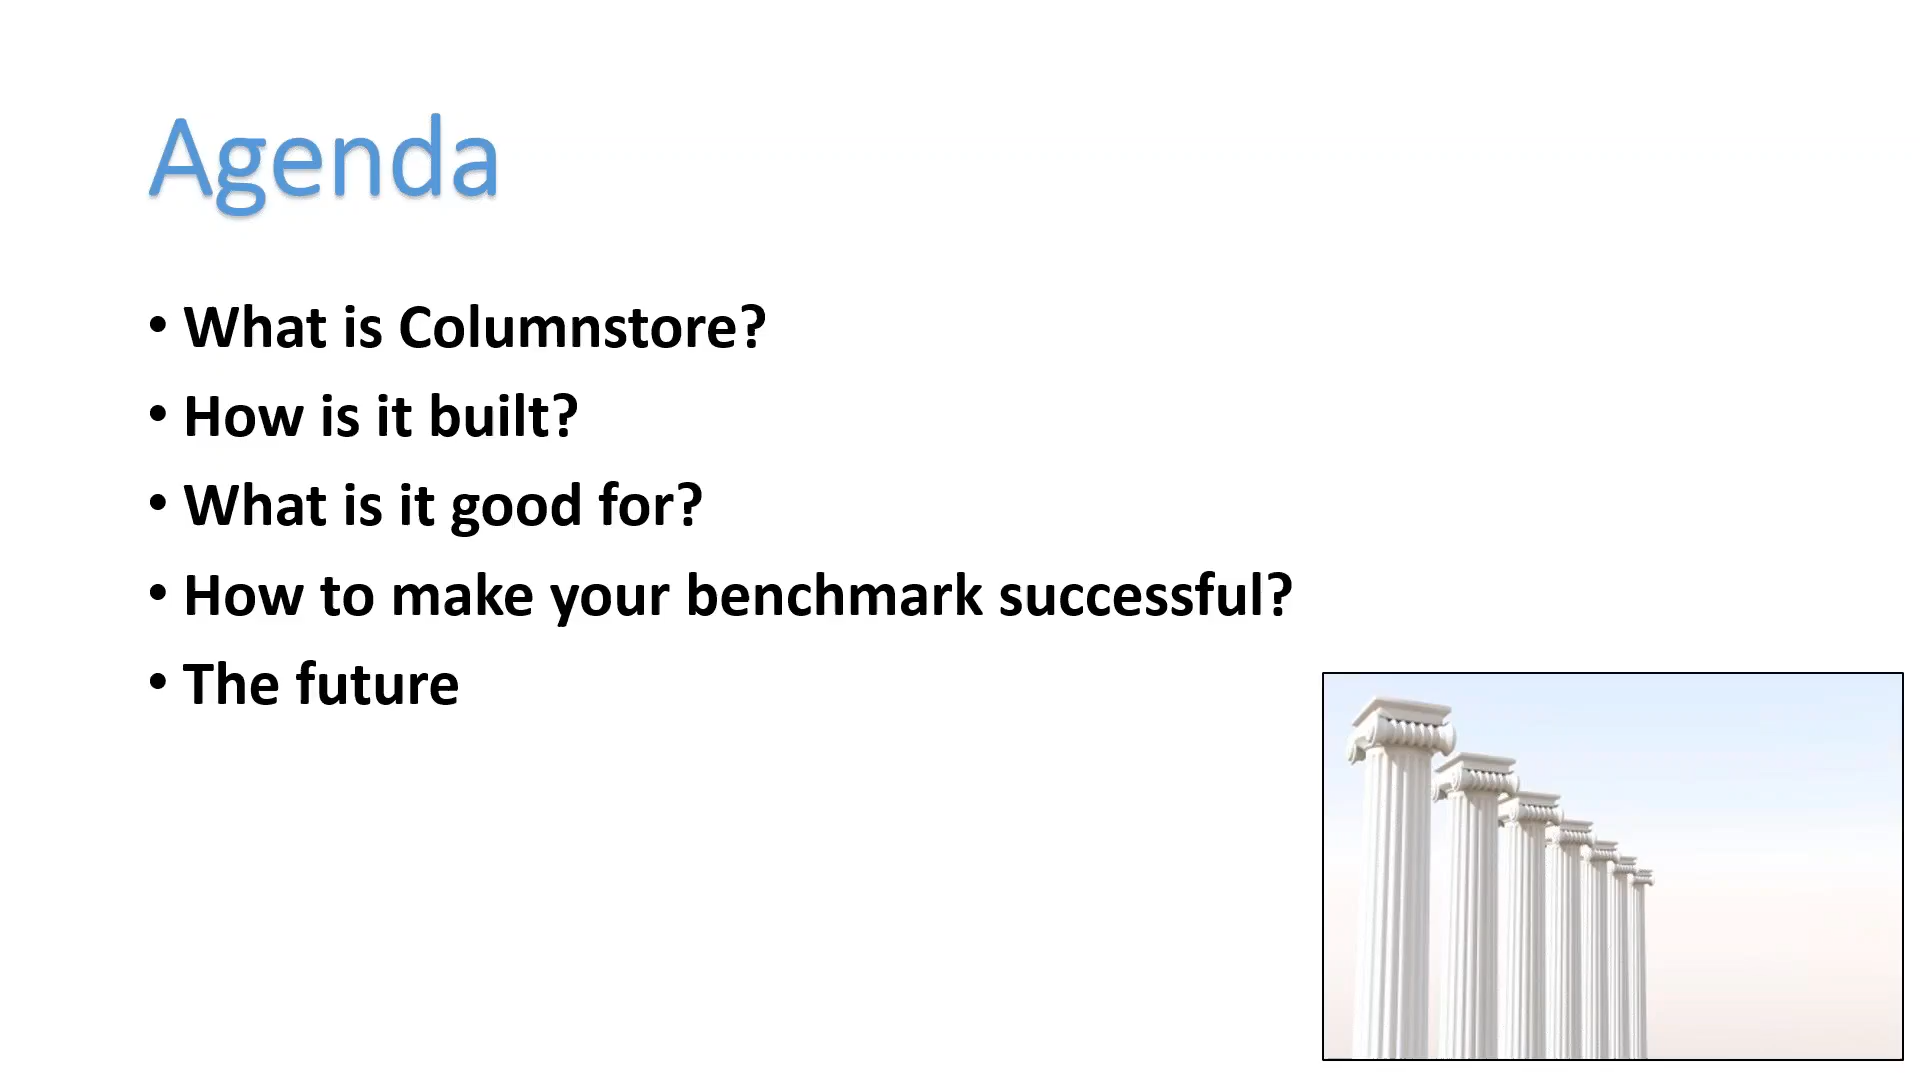 Agenda
• What is Columnstore?
• How is it built?
• What is it good for?
• How to make your benchmark successful?
• The future